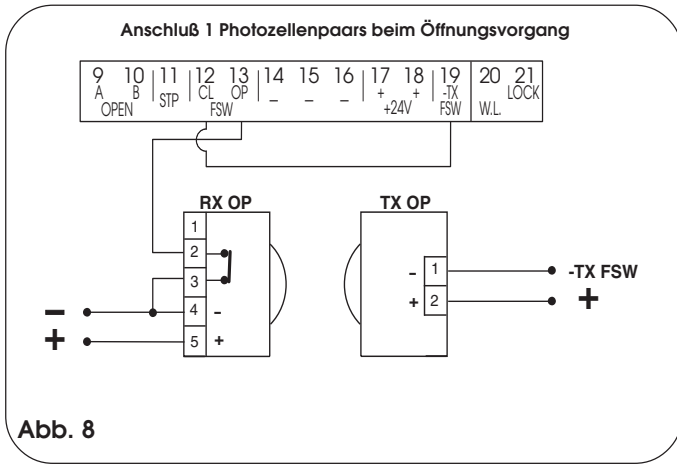 Anschluß 1 Photozellenpaars beim Öffnungsvorgang
9 10 11 12 13 14 15 16 17 18 19 20 21
A B STP CL OP _ _ _ + + -TX LOCK
OPEN FSW +24V FSW W.L.
RX OP TX OP
1
2
3
4 -
5 +
-
+
- 1 -TX FSW
+ 2 +
Abb. 8